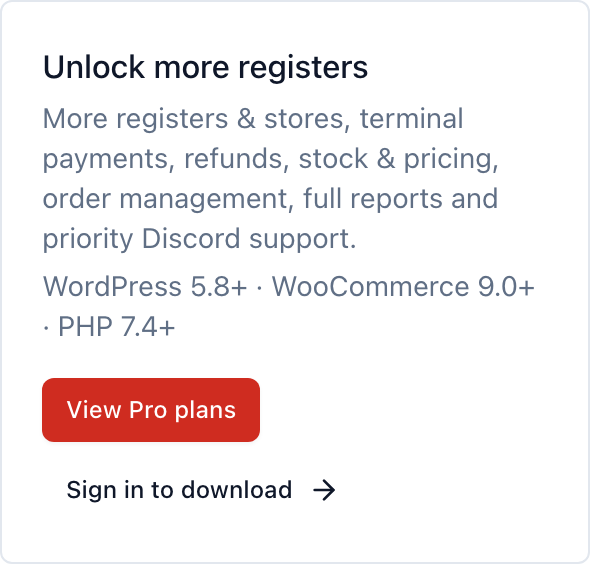 Unlock more registers
More registers & stores, terminal
payments, refunds, stock & pricing,
order management, full reports and
priority Discord support.
WordPress 5.8+ · WooCommerce 9.0+
· PHP 7.4+
View Pro plans
Sign in to download →